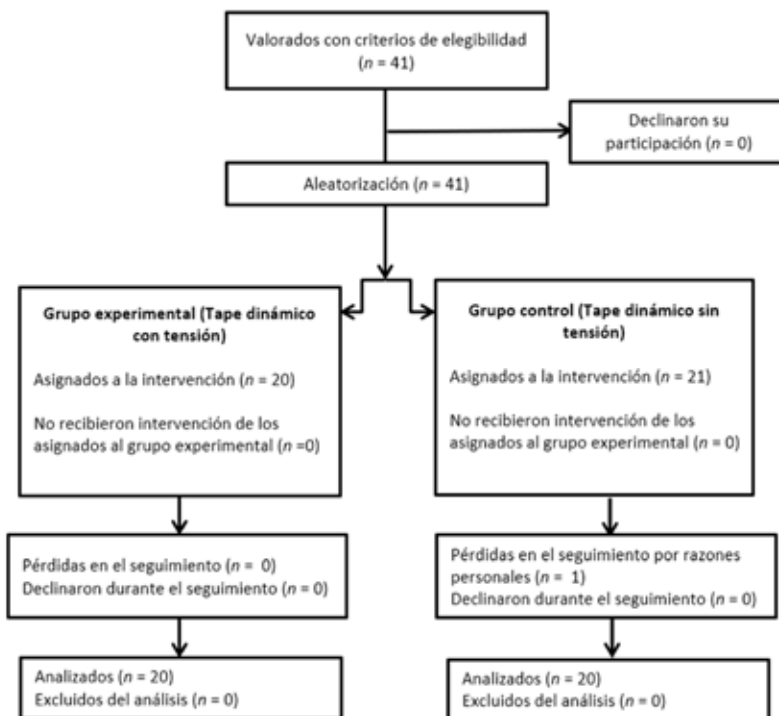 Valorados con criterios de elegibilidad
(n = 41)
Declinaron su
participación (n = 0)
Aleatorización (n = 41)
Grupo experimental (Tape dinámico
con tensión)
Asignados a la intervención (n = 20)
No recibieron intervención de los
asignados al grupo experimental (n =0)
Grupo control (Tape dinámico sin
tensión)
Asignados a la intervención (n = 21)
No recibieron intervención de los
asignados al grupo experimental (n = 0)
Pérdidas en el seguimiento (n = 0)
Declinaron durante el seguimiento (n = 0)
Pérdidas en el seguimiento por razones
personales (n = 1)
Declinaron durante el seguimiento (n = 0)
Analizados (n = 20)
Excluidos del análisis (n = 0)
Analizados (n = 20)
Excluidos del análisis (n = 0)